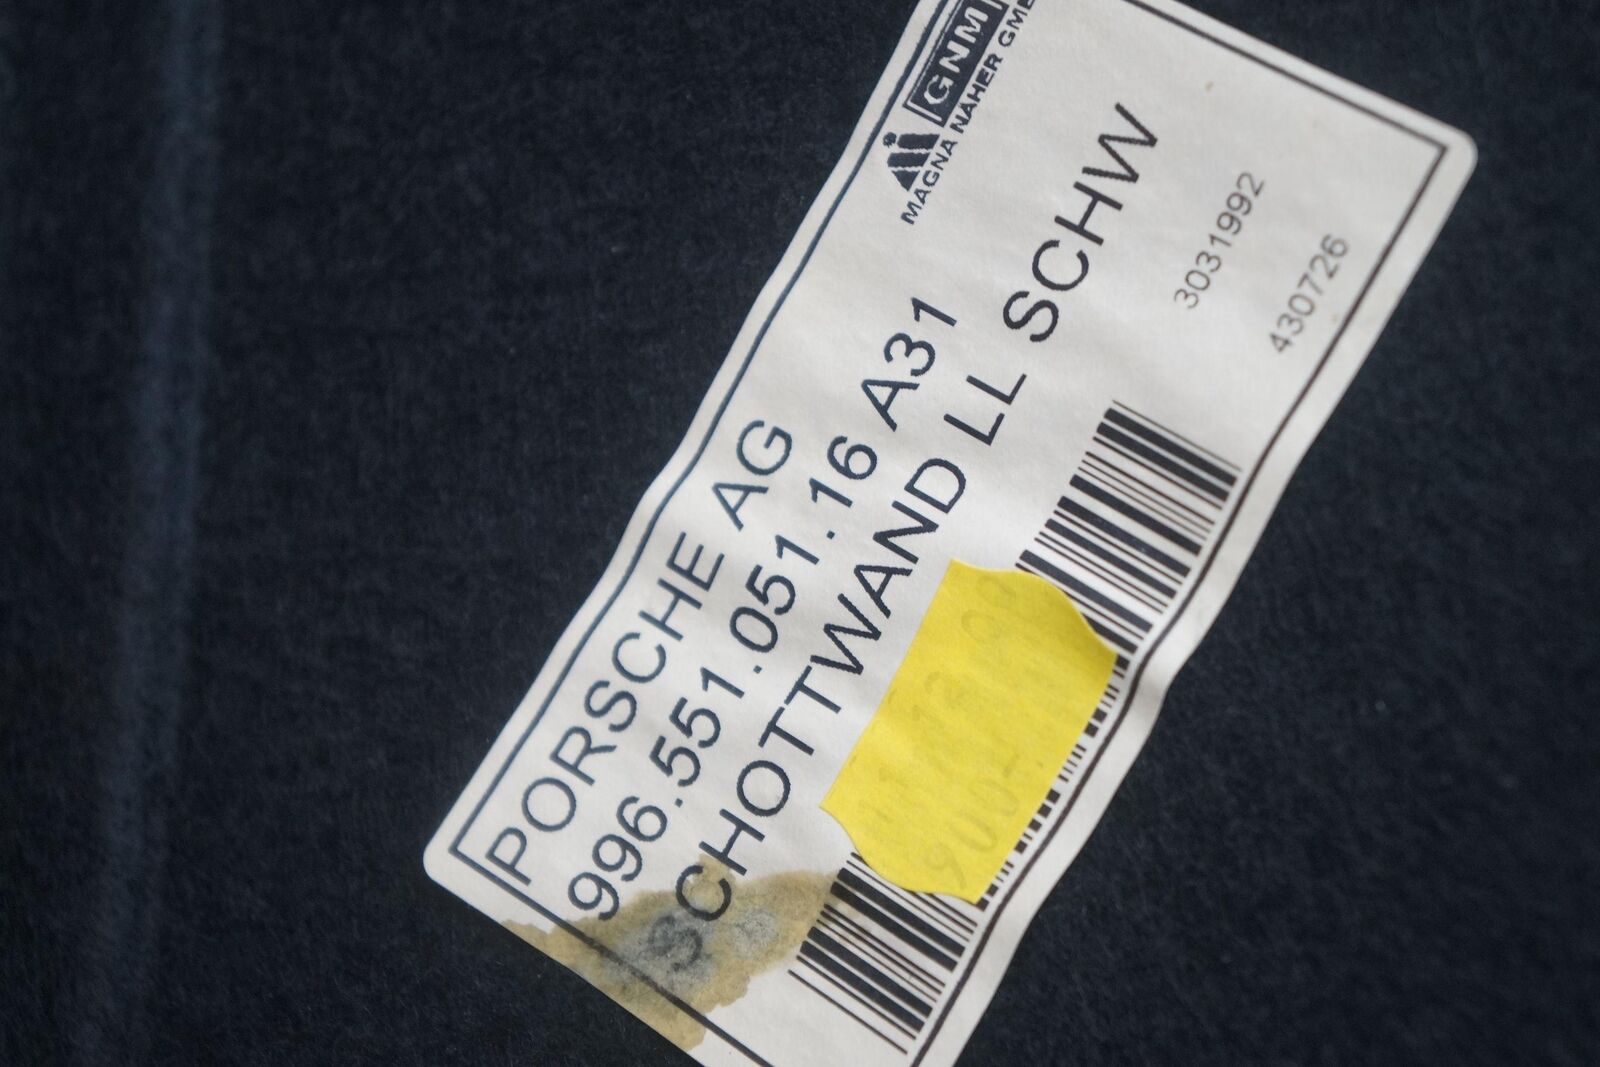 GNM
MAGNA NAHER GMB
PORSCHE AG
996.551.051.16 A31
SCHOTTWAND LL SCHW
3031992
430726